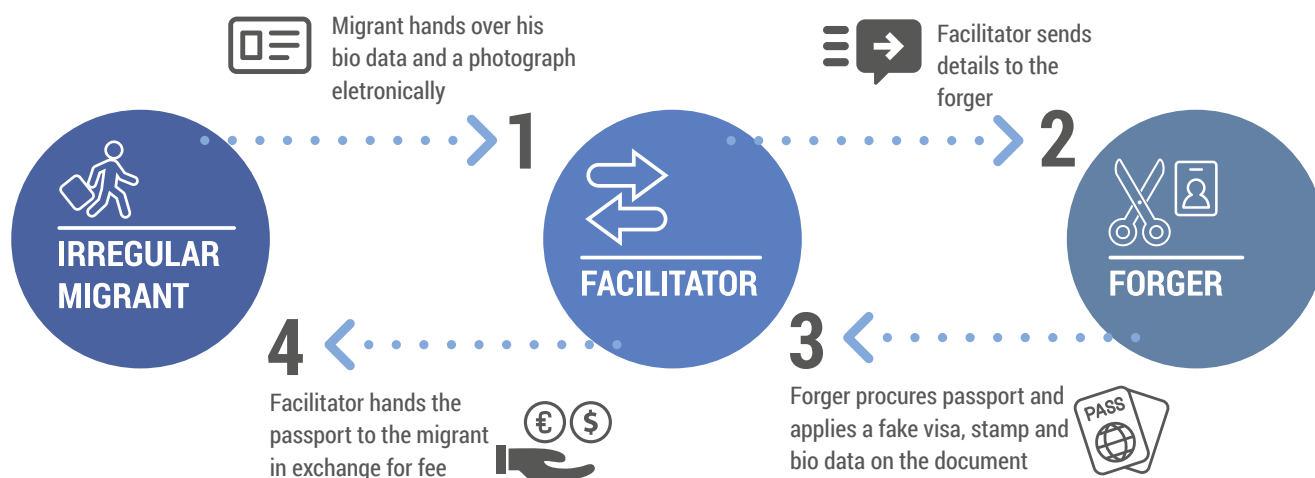 Migrant hands over his
bio data and a photograph
eletronically
1
Facilitator sends
details to the
forger
2
IRREGULAR
MIGRANT
FACILITATOR
FORGER
4
Facilitator hands the
passport to the migrant
in exchange for fee
€ $
3
Forger procures passport and
applies a fake visa, stamp and
bio data on the document
PASS